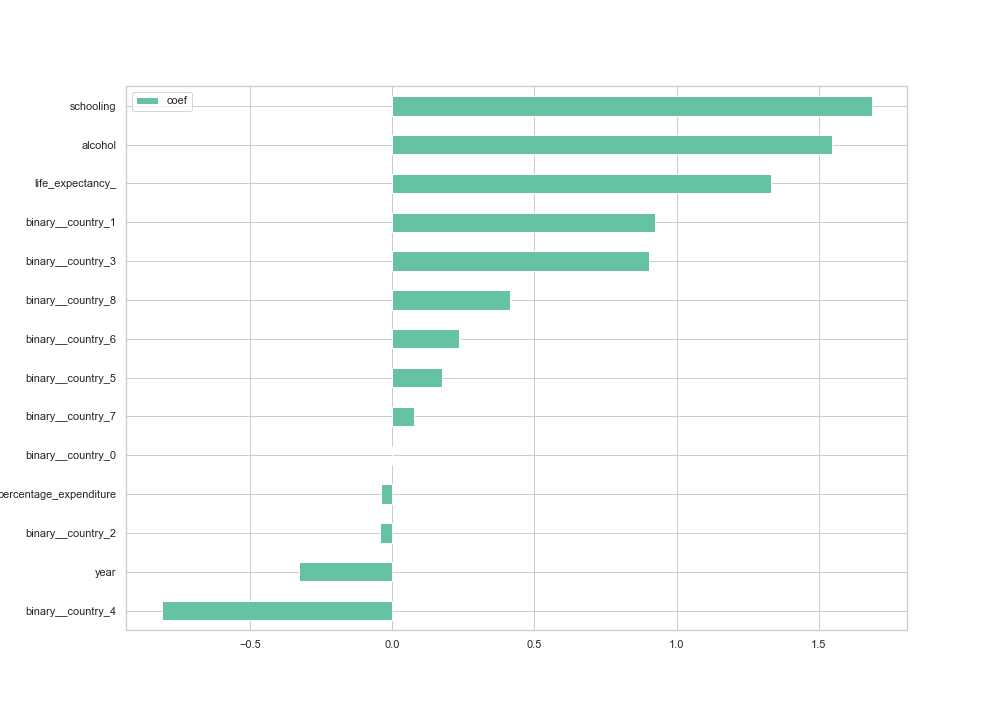 coef
schooling
alcohol
life_expectancy_
binary__country_1
binary__country_3
binary__country_8
binary__country_6
binary__country_5
binary__country_7
binary__country_0
percentage_expenditure
binary__country_2
year
binary__country_4
−0.5 0.0 0.5 1.0 1.5